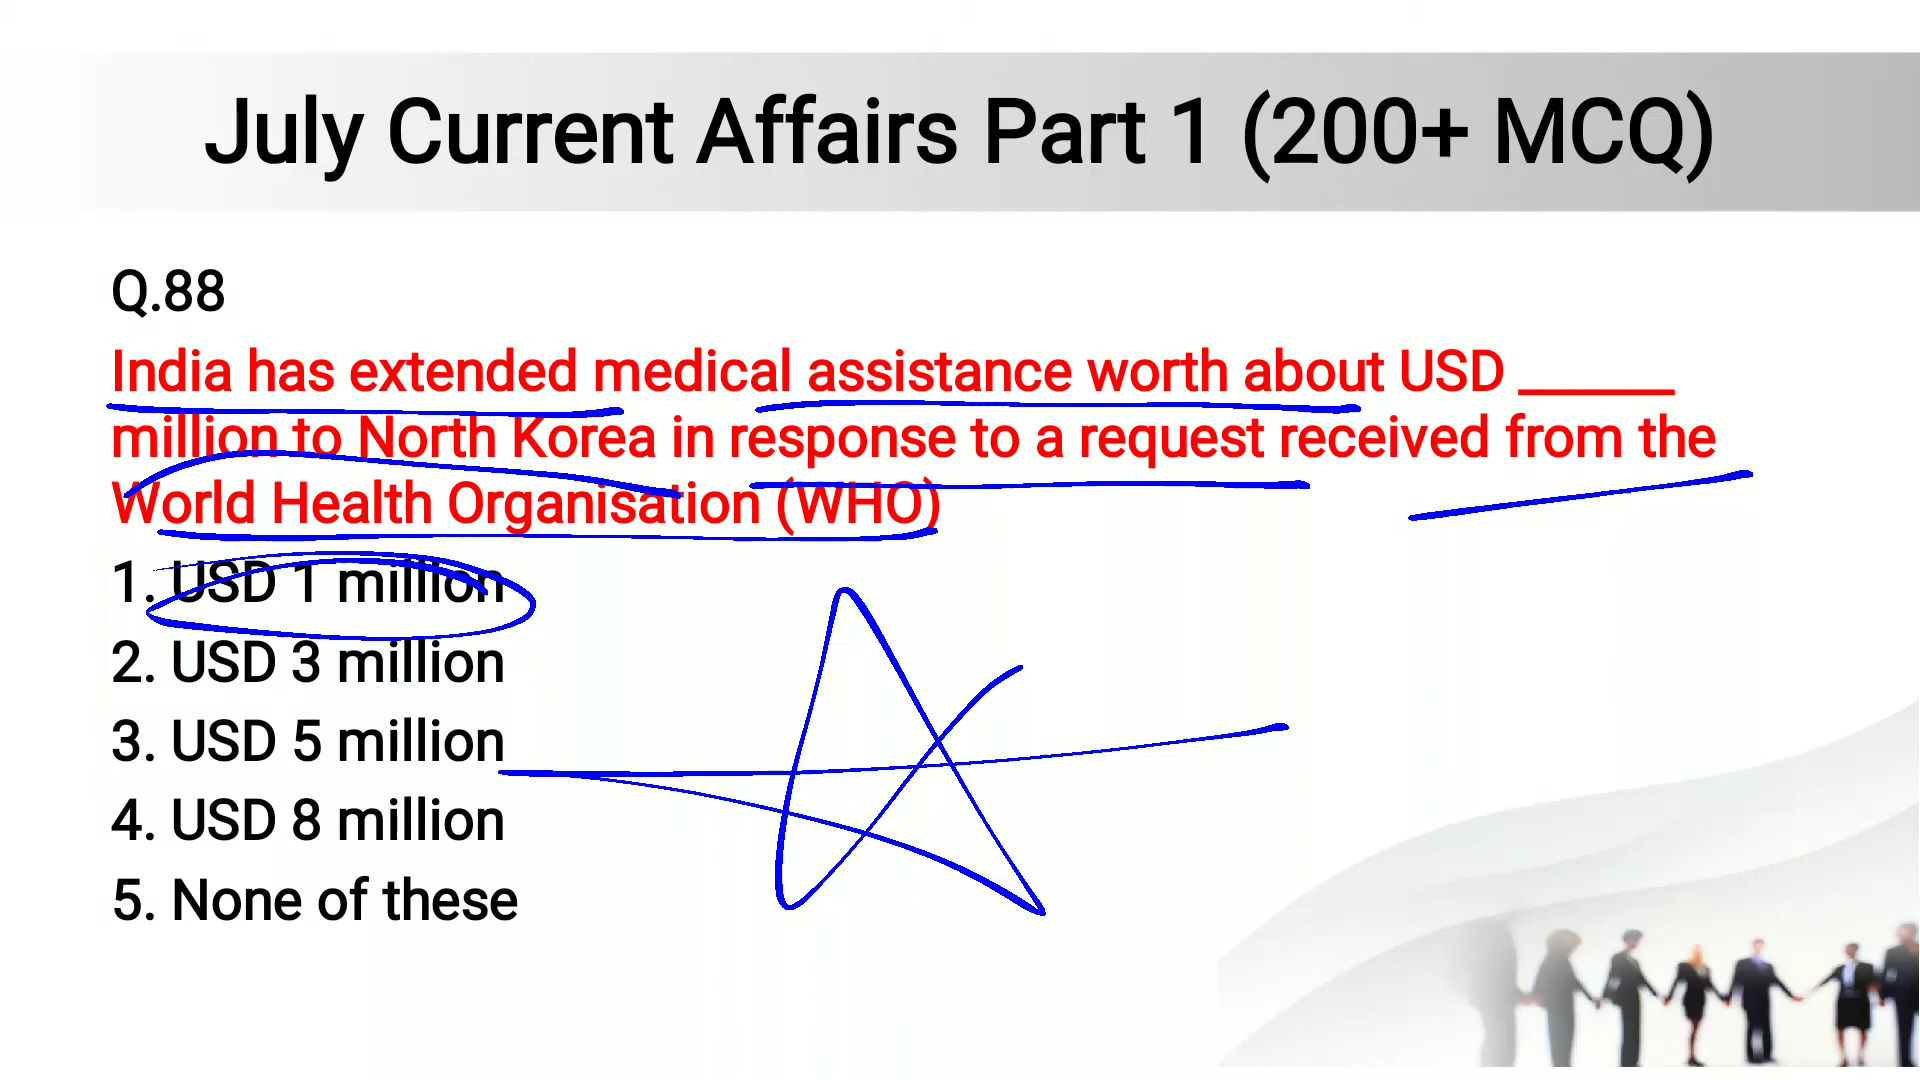 July Current Affairs Part 1 (200+ MCQ)
Q.88
India has extended medical assistance worth about USD ______
million to North Korea in response to a request received from the
World Health Organisation (WHO)
1. USD 1 million
2. USD 3 million
3. USD 5 million
4. USD 8 million
5. None of these